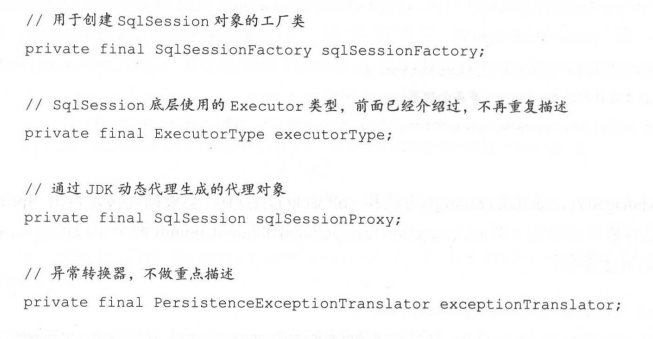 // 用于创建 SqlSession 对象的工厂类
private final SqlSessionFactory sqlSessionFactory;
// SqlSession 底层使用的 Executor 类型，前面已经介绍过，不再重复描述
private final ExecutorType executorType;
// 通过 JDK 动态代理生成的代理对象
private final SqlSession sqlSessionProxy;
// 异常转换器，不做重点描述
private final PersistenceExceptionTranslator exceptionTranslator;